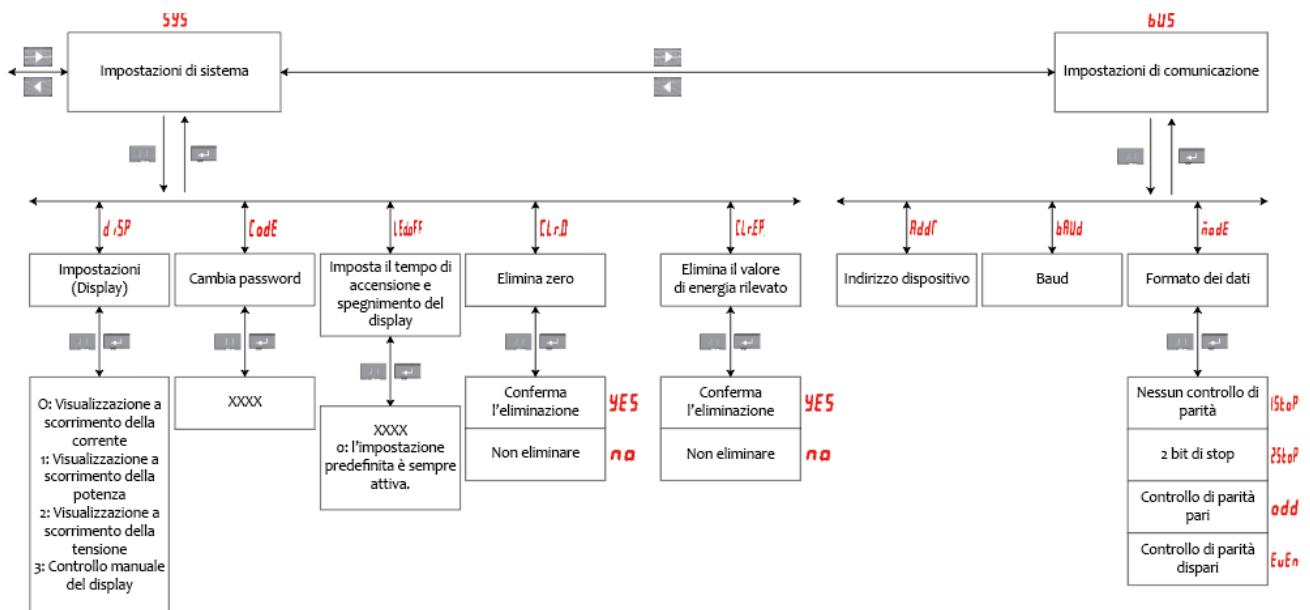 SYS
bUS
Impostazioni di sistema
Impostazioni di comunicazione
diSP
CodE
LEdoFF
CLr.D
CLr.EP.
Addr
bAUd
modE
Impostazioni
(Display)
Cambia password
Imposta il tempo di
accensione e
spegnimento del
display
Elimina zero
Elimina il valore
di energia rilevato
Indirizzo dispositivo
Baud
Formato dei dati
0: Visualizzazione a
scorrimento della
corrente
1: Visualizzazione a
scorrimento della
potenza
2: Visualizzazione a
scorrimento della
tensione
3: Controllo manuale
del display
XXXX
XXXX
0: l'impostazione
predefinita è sempre
attiva.
Conferma
l'eliminazione
YES
Non eliminare
no
Conferma
l'eliminazione
YES
Non eliminare
no
Nessun controllo di
parità
1StoP
2 bit di stop
2StoP
Controllo di parità
pari
odd
Controllo di parità
dispari
EvEn